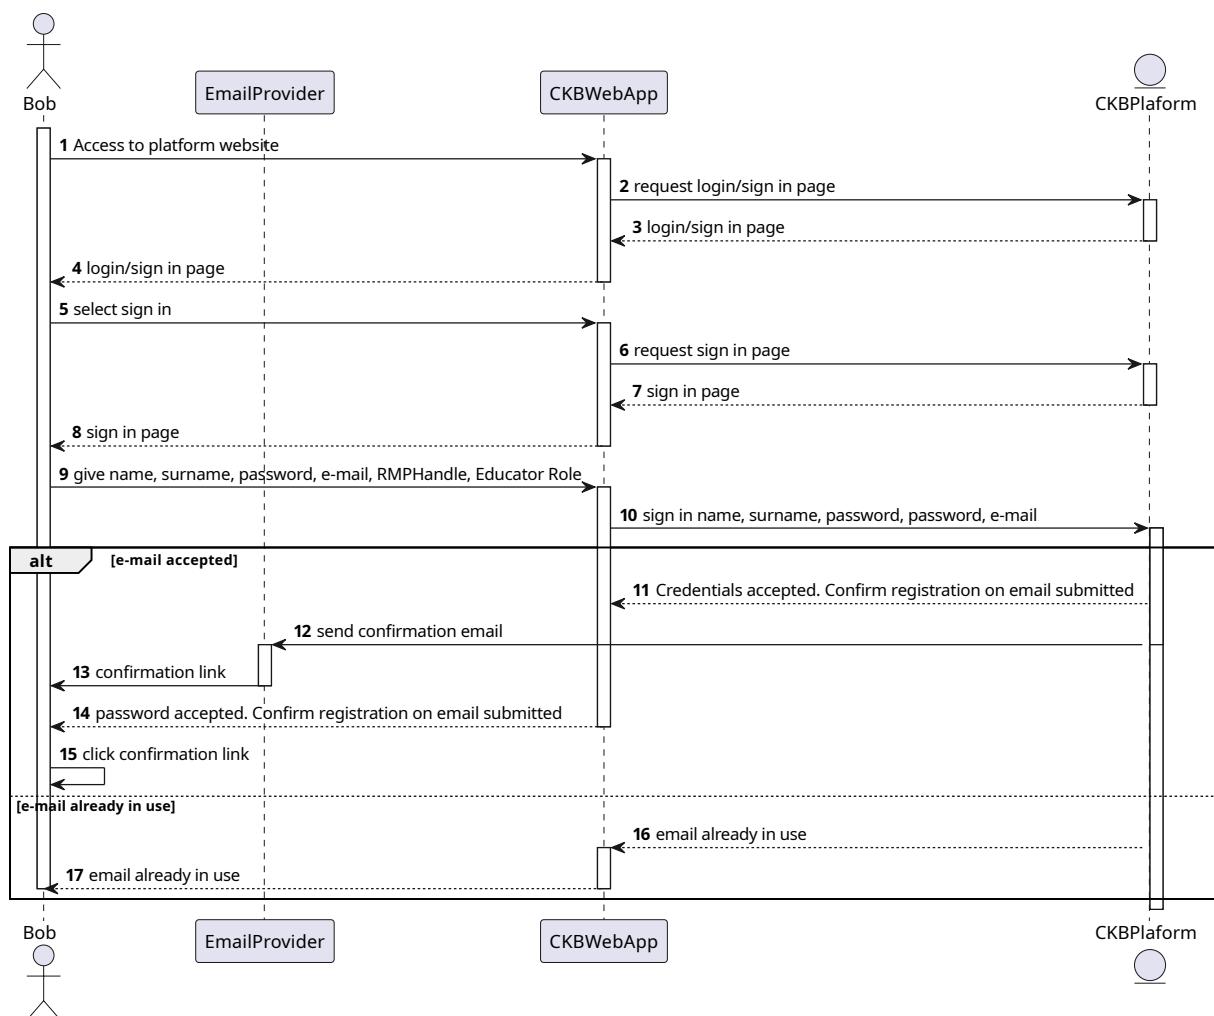 Bob
EmailProvider
CKBWebApp
CKBPlaform
1 Access to platform website
2 request login/sign in page
3 login/sign in page
4 login/sign in page
5 select sign in
6 request sign in page
7 sign in page
8 sign in page
9 give name, surname, password, e-mail, RMPHandle, Educator Role
10 sign in name, surname, password, password, e-mail
alt [e-mail accepted]
11 Credentials accepted. Confirm registration on email submitted
12 send confirmation email
13 confirmation link
14 password accepted. Confirm registration on email submitted
15 click confirmation link
[e-mail already in use]
16 email already in use
17 email already in use
Bob
EmailProvider
CKBWebApp
CKBPlaform